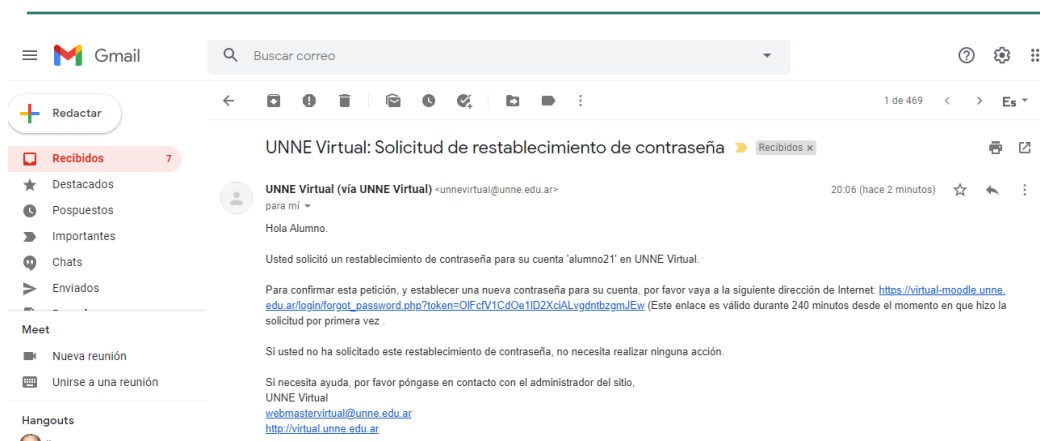 Gmail
Buscar correo
Redactar
1 de 469
Es
Recibidos 7
Destacados
Pospuestos
Importantes
Chats
Enviados
Meet
Nueva reunión
Unirse a una reunión
Hangouts
UNNE Virtual: Solicitud de restablecimiento de contraseña Recibidos x
UNNE Virtual (vía UNNE Virtual) <unnevirtual@unne.edu.ar> 20:06 (hace 2 minutos)
para mí
Hola Alumno.
Usted solicitó un restablecimiento de contraseña para su cuenta 'alumno21' en UNNE Virtual.
Para confirmar esta petición, y establecer una nueva contraseña para su cuenta, por favor vaya a la siguiente dirección de Internet: https://virtual-moodle.unne.
edu.ar/login/forgot_password.php?token=OlFcfV1CdOe1ID2XciALvgdntbzgmJEw (Este enlace es válido durante 240 minutos desde el momento en que hizo la
solicitud por primera vez .
Si usted no ha solicitado este restablecimiento de contraseña, no necesita realizar ninguna acción.
Si necesita ayuda, por favor póngase en contacto con el administrador del sitio,
UNNE Virtual
webmastervirtual@unne.edu.ar
http://virtual.unne.edu.ar